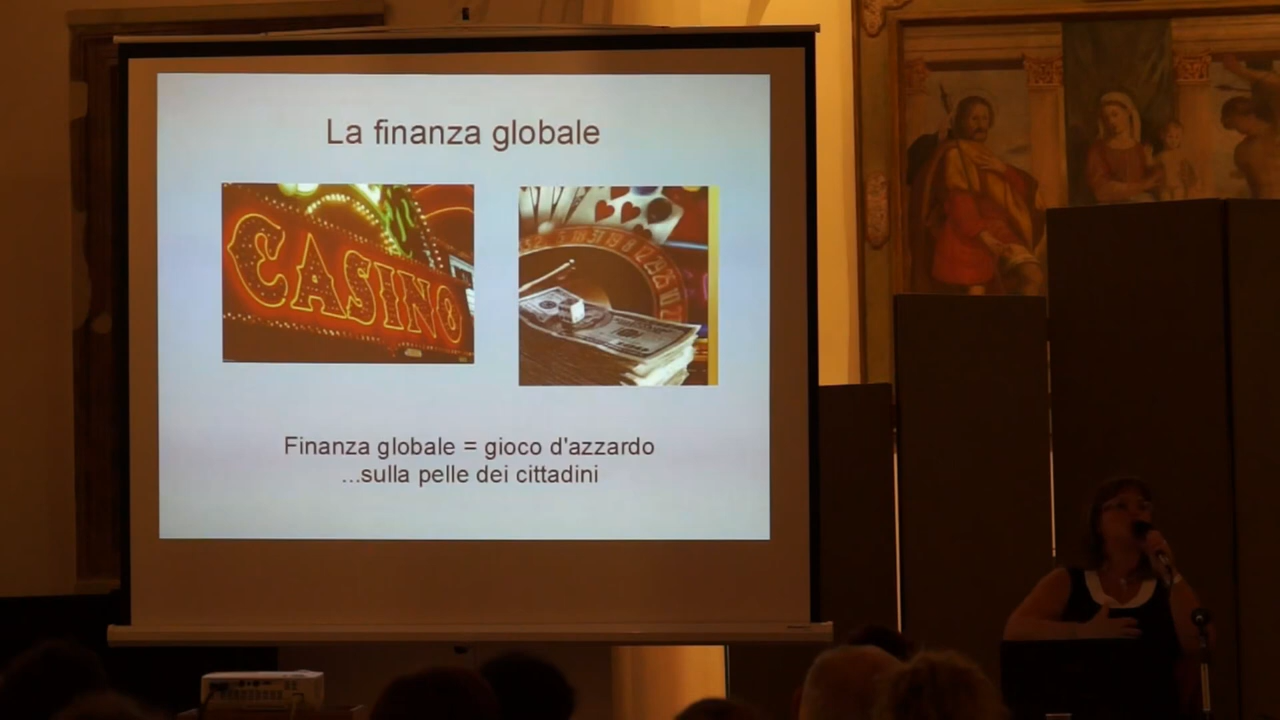 La finanza globale
CASINO
Finanza globale = gioco d'azzardo
...sulla pelle dei cittadini